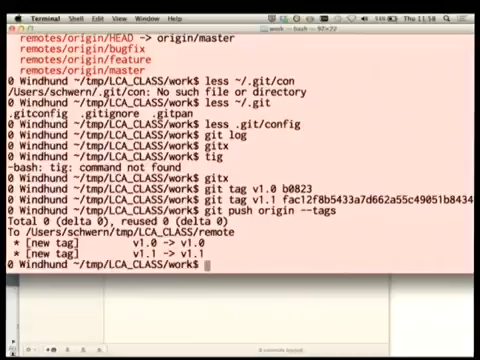 Terminal Shell Edit View Window Help
Thu 11:58
work — bash — 92×22
remotes/origin/HEAD -> origin/master
remotes/origin/bugfix
remotes/origin/feature
remotes/origin/master
0 Windhund ~/tmp/LCA_CLASS/work$ less ~/.git/con
/Users/schwern/.git/con: No such file or directory
0 Windhund ~/tmp/LCA_CLASS/work$ less ~/.git
.gitconfig .gitignore .gitpan
0 Windhund ~/tmp/LCA_CLASS/work$ less .git/config
0 Windhund ~/tmp/LCA_CLASS/work$ git log
0 Windhund ~/tmp/LCA_CLASS/work$ gitx
0 Windhund ~/tmp/LCA_CLASS/work$ tig
-bash: tig: command not found
0 Windhund ~/tmp/LCA_CLASS/work$ gitx
0 Windhund ~/tmp/LCA_CLASS/work$ git tag v1.0 b0823
0 Windhund ~/tmp/LCA_CLASS/work$ git tag v1.1 fac12f8b5433a7d662a55c49051b8434
0 Windhund ~/tmp/LCA_CLASS/work$ git push origin --tags
Total 0 (delta 0), reused 0 (delta 0)
To /Users/schwern/tmp/LCA_CLASS/remote
* [new tag] v1.0 -> v1.0
* [new tag] v1.1 -> v1.1
0 Windhund ~/tmp/LCA_CLASS/work$